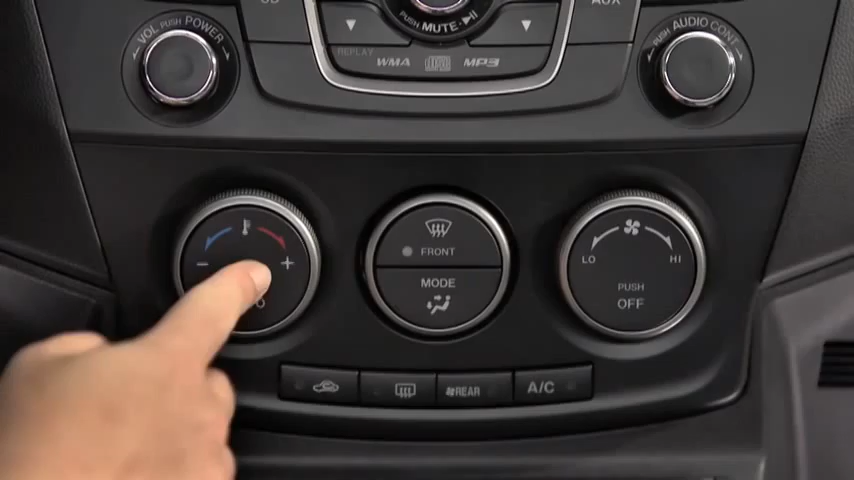 VOL PUSH POWER
PUSH MUTE
AUX
PUSH AUDIO CONT
REPLAY
WMA
MP3
FRONT
MODE
LO
HI
PUSH
OFF
REAR
A/C